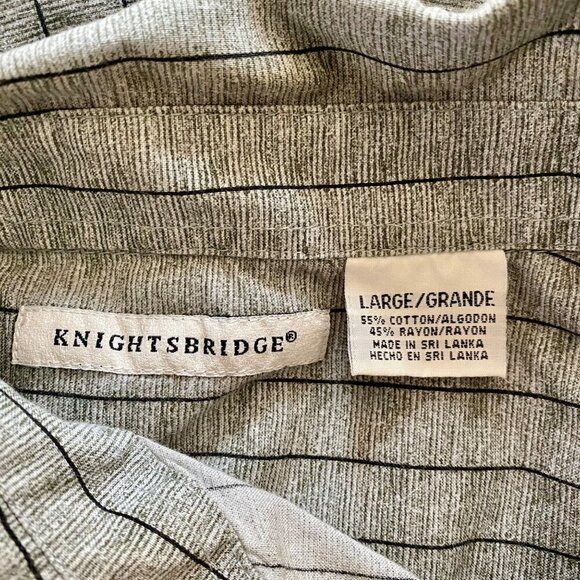 KNIGHTSBRIDGE®
LARGE/GRANDE
55% COTTON/ALGODON
45% RAYON/RAYON
MADE IN SRI LANKA
HECHO EN SRI LANKA